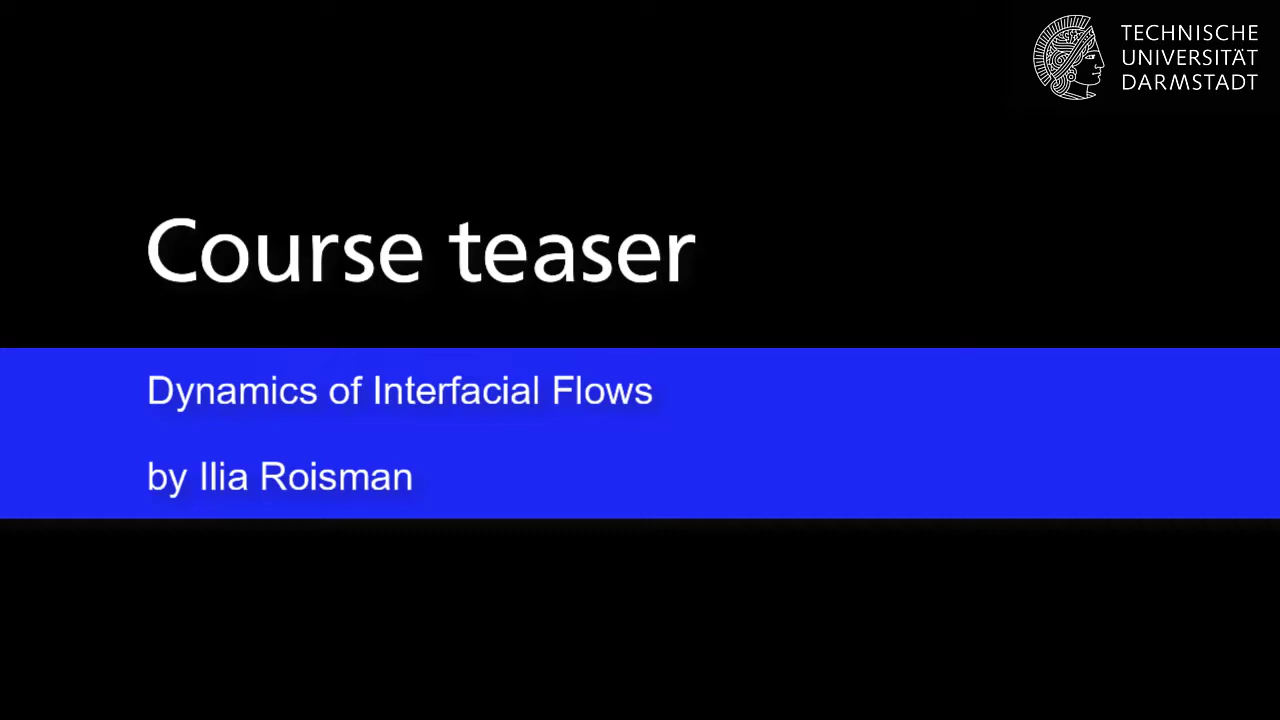 TECHNISCHE
UNIVERSITÄT
DARMSTADT
Course teaser
Dynamics of Interfacial Flows
by Ilia Roisman